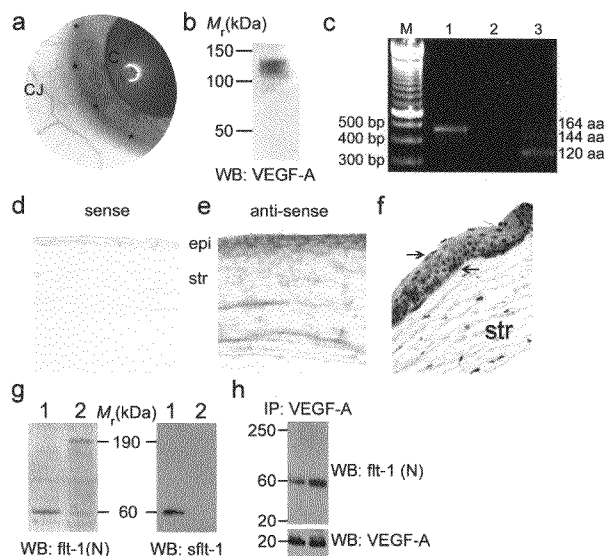 a
C
CJ
b
Mr(kDa)
150
100
50
WB: VEGF-A
c
M 1 2 3
500 bp
400 bp
300 bp
164 aa
144 aa
120 aa
d
sense
e
anti-sense
epi
str
f
str
g
1 2 Mr(kDa) 1 2
190
60
WB: flt-1(N) WB: sflt-1
h
IP: VEGF-A
250
60
20
WB: flt-1 (N)
20
WB: VEGF-A